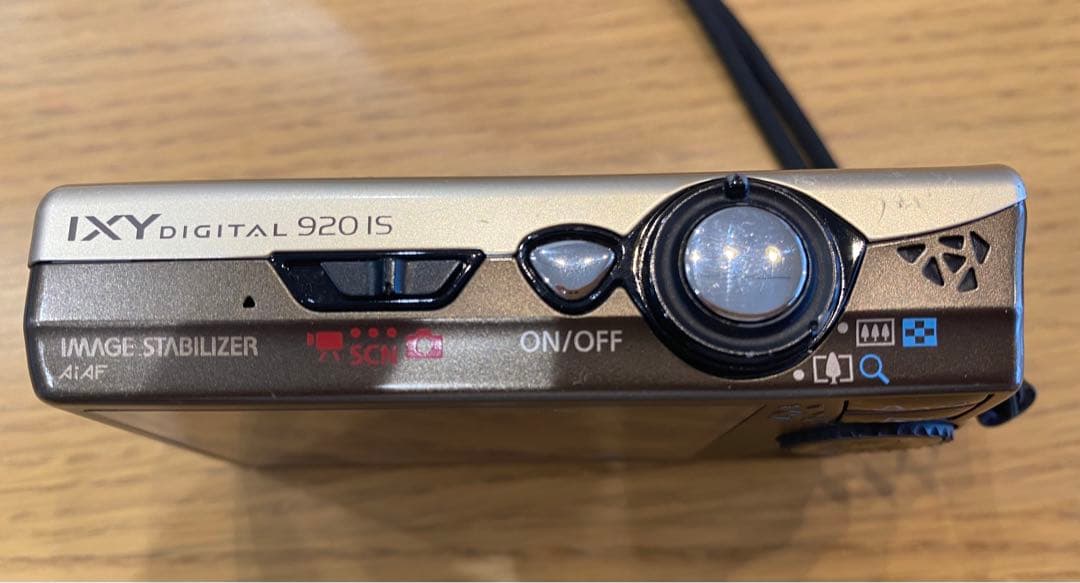 IXY DIGITAL 920 IS
IMAGE STABILIZER
AiAF
SCN
ON/OFF